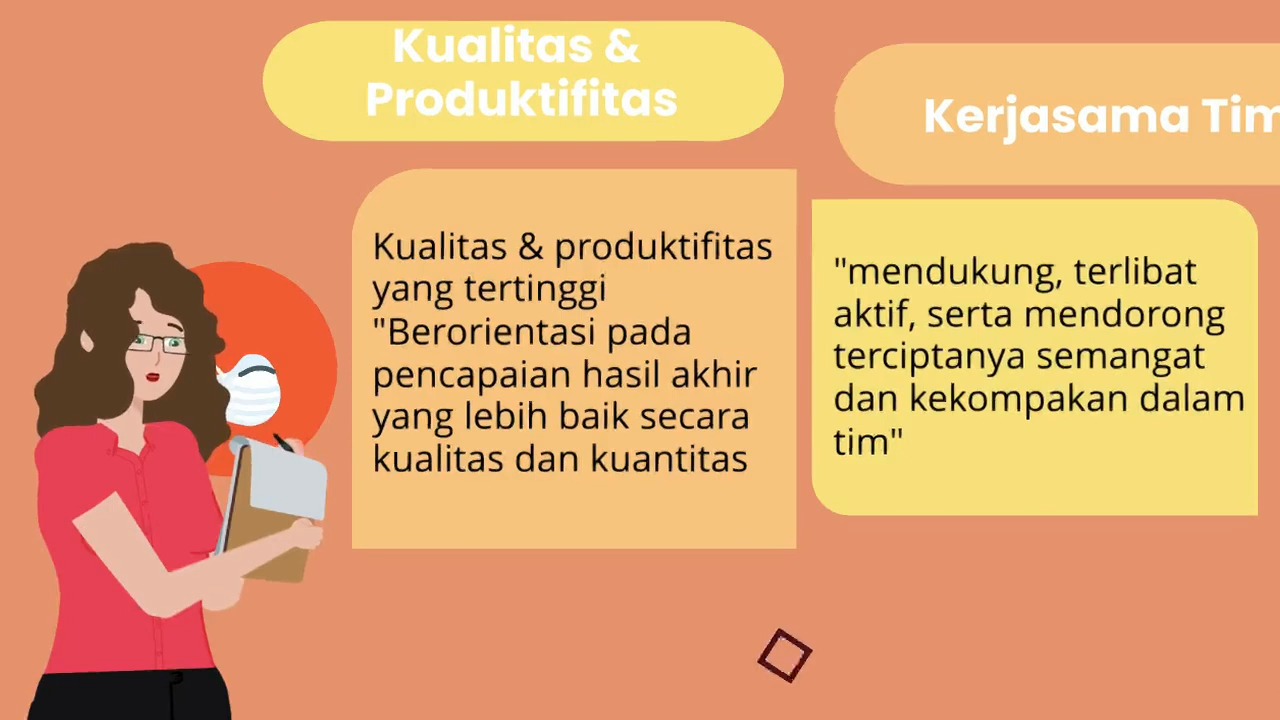 Kualitas &
Produktifitas
Kualitas & produktifitas
yang tertinggi
"Berorientasi pada
pencapaian hasil akhir
yang lebih baik secara
kualitas dan kuantitas
Kerjasama Tim
"mendukung, terlibat
aktif, serta mendorong
terciptanya semangat
dan kekompakan dalam
tim"